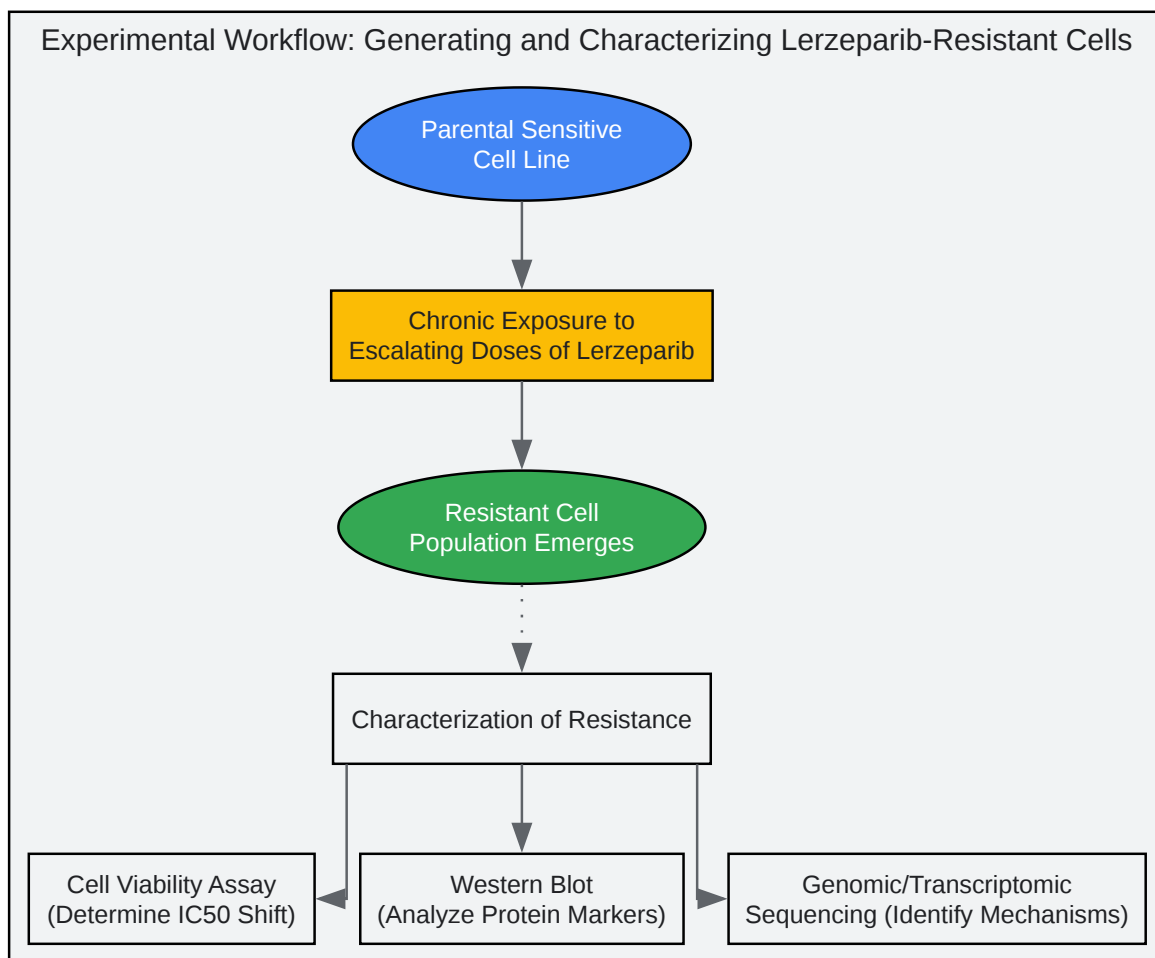 Experimental Workflow: Generating and Characterizing Lerzeparib-Resistant Cells
Parental Sensitive
Cell Line
Chronic Exposure to
Escalating Doses of Lerzeparib
Resistant Cell
Population Emerges
Characterization of Resistance
Cell Viability Assay
(Determine IC50 Shift)
Western Blot
(Analyze Protein Markers)
Genomic/Transcriptomic
Sequencing (Identify Mechanisms)